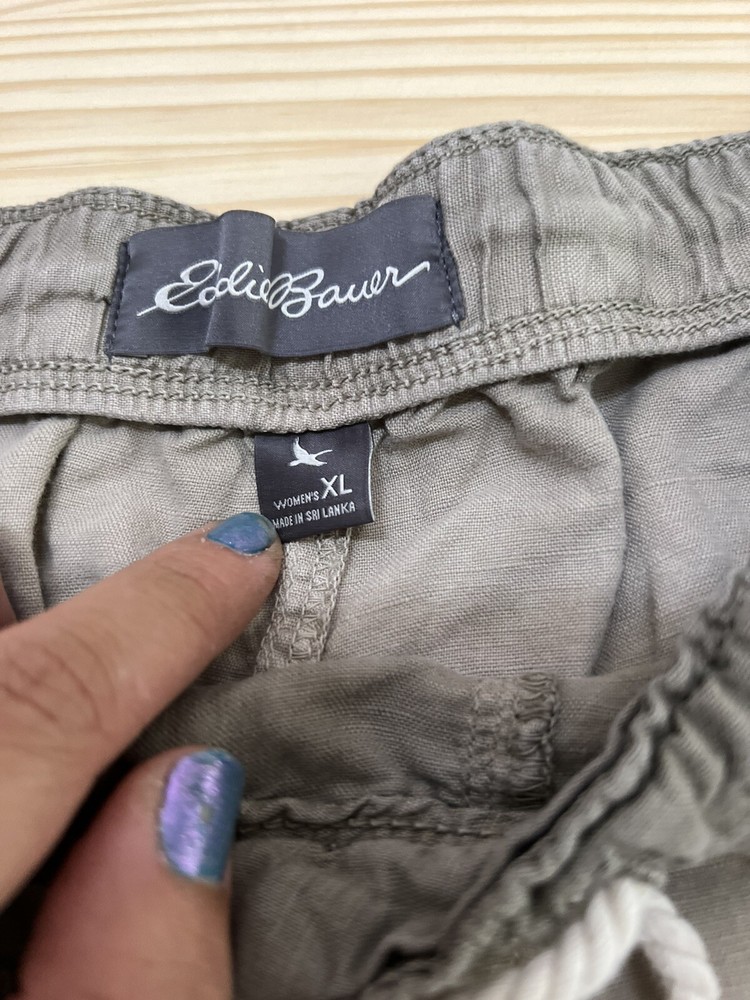 Eddie Bauer
WOMEN'S XL
MADE IN SRI LANKA